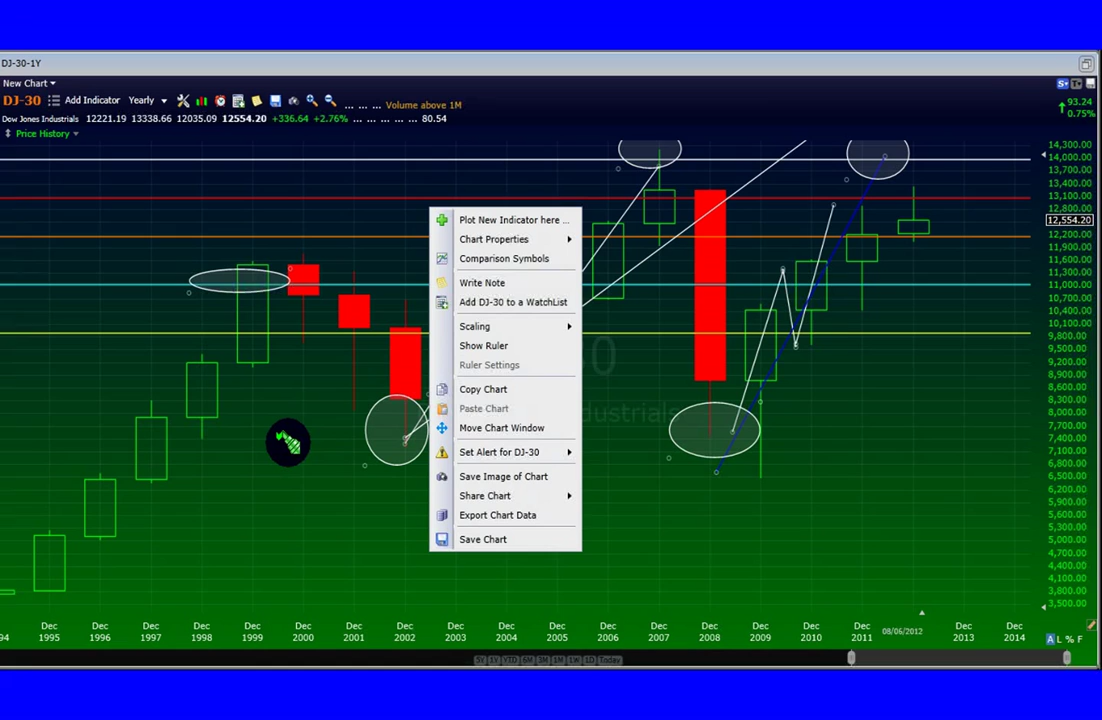 DJ-30-1Y
New Chart
DJ-30 Add Indicator Yearly ... ... ... Volume above 1M
93.24
0.75%
Dow Jones Industrials 12221.19 13338.66 12035.09 12554.20 +336.64 +2.76% ... ... ... ... ... 80.54
Price History
14,300.00
14,000.00
13,700.00
13,400.00
13,100.00
12,800.00
12,554.20
12,200.00
11,900.00
11,600.00
11,300.00
11,000.00
10,700.00
10,400.00
10,100.00
9,800.00
9,500.00
9,200.00
8,900.00
8,600.00
8,300.00
8,000.00
7,700.00
7,400.00
7,100.00
6,800.00
6,500.00
6,200.00
5,900.00
5,600.00
5,300.00
5,000.00
4,700.00
4,400.00
4,100.00
3,800.00
3,500.00
Plot New Indicator here ...
Chart Properties
Comparison Symbols
Write Note
Add DJ-30 to a WatchList
Scaling
Show Ruler
Ruler Settings
Copy Chart
Paste Chart
Move Chart Window
Set Alert for DJ-30
Save Image of Chart
Share Chart
Export Chart Data
Save Chart
Dec Dec Dec Dec Dec Dec Dec Dec Dec Dec Dec Dec Dec Dec Dec Dec Dec Dec Dec
94 1995 1996 1997 1998 1999 2000 2001 2002 2003 2004 2005 2006 2007 2008 2009 2010 2011 08/06/2012 2013 2014
A L % F
5Y 1Y YTD 6M 3M 1M 1W 1D Today